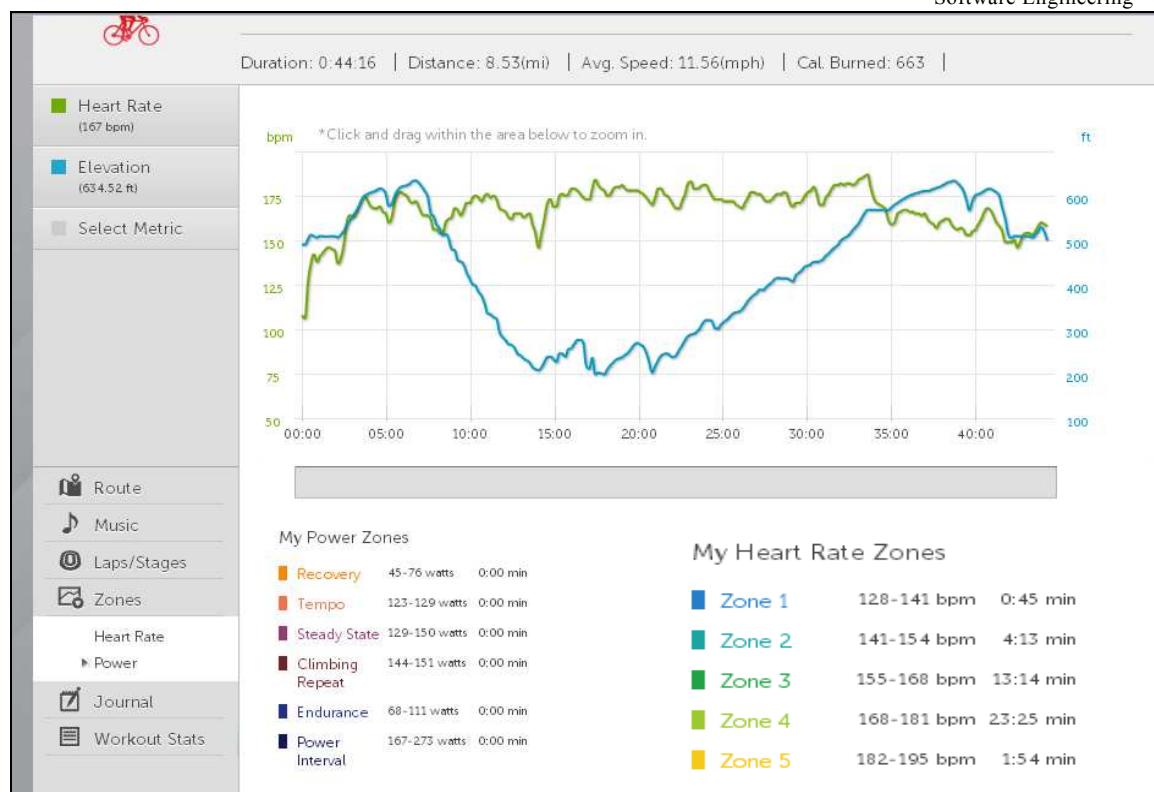 Software Engineering
Duration: 0:44:16 | Distance: 8.53(mi) | Avg. Speed: 11.56(mph) | Cal. Burned: 663 |
Heart Rate
(167 bpm)
Elevation
(634.52 ft)
Select Metric
bpm *Click and drag within the area below to zoom in. ft
175 600
150 500
125 400
100 300
75 200
50 100
00:00 05:00 10:00 15:00 20:00 25:00 30:00 35:00 40:00
Route
Music
Laps/Stages
Zones
Heart Rate
Power
Journal
Workout Stats
My Power Zones
Recovery 45-76 watts 0:00 min
Tempo 123-129 watts 0:00 min
Steady State 129-150 watts 0:00 min
Climbing 144-151 watts 0:00 min
Repeat
Endurance 68-111 watts 0:00 min
Power 167-273 watts 0:00 min
Interval
My Heart Rate Zones
Zone 1 128-141 bpm 0:45 min
Zone 2 141-154 bpm 4:13 min
Zone 3 155-168 bpm 13:14 min
Zone 4 168-181 bpm 23:25 min
Zone 5 182-195 bpm 1:54 min